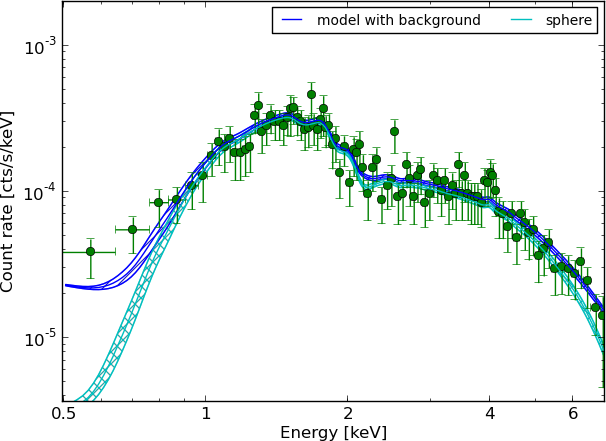 model with background
sphere
10^-3
10^-4
10^-5
Count rate [cts/s/keV]
0.5 1 2 4 6
Energy [keV]